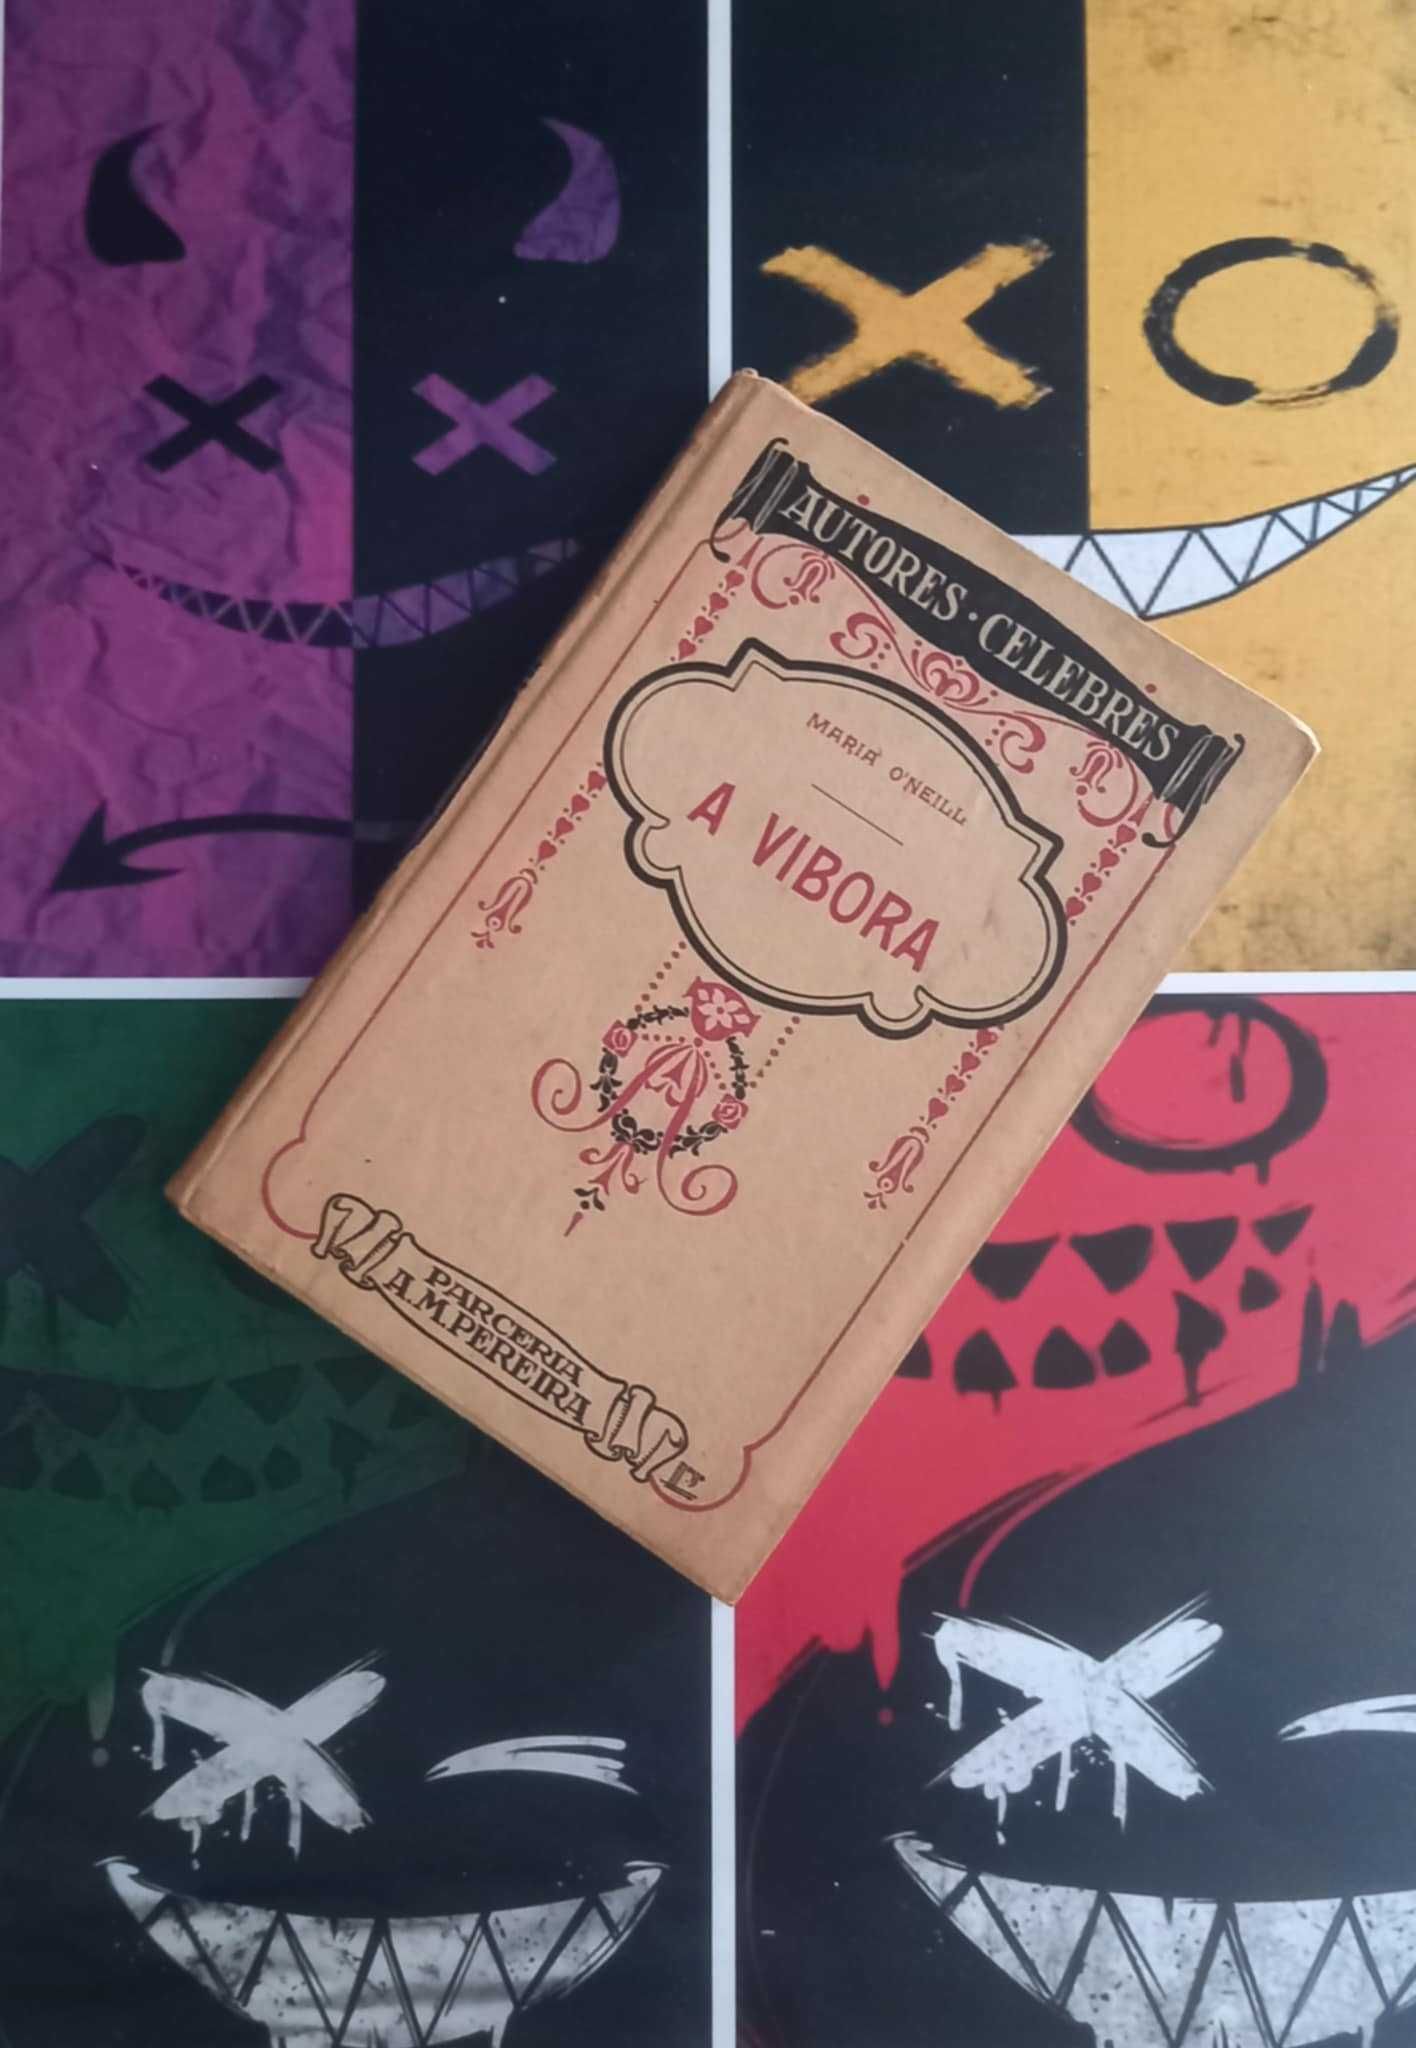 AUTORES · CELEBRES
MARIA O'NEILL
A VIBORA
PARCERIA
A.M.PEREIRA